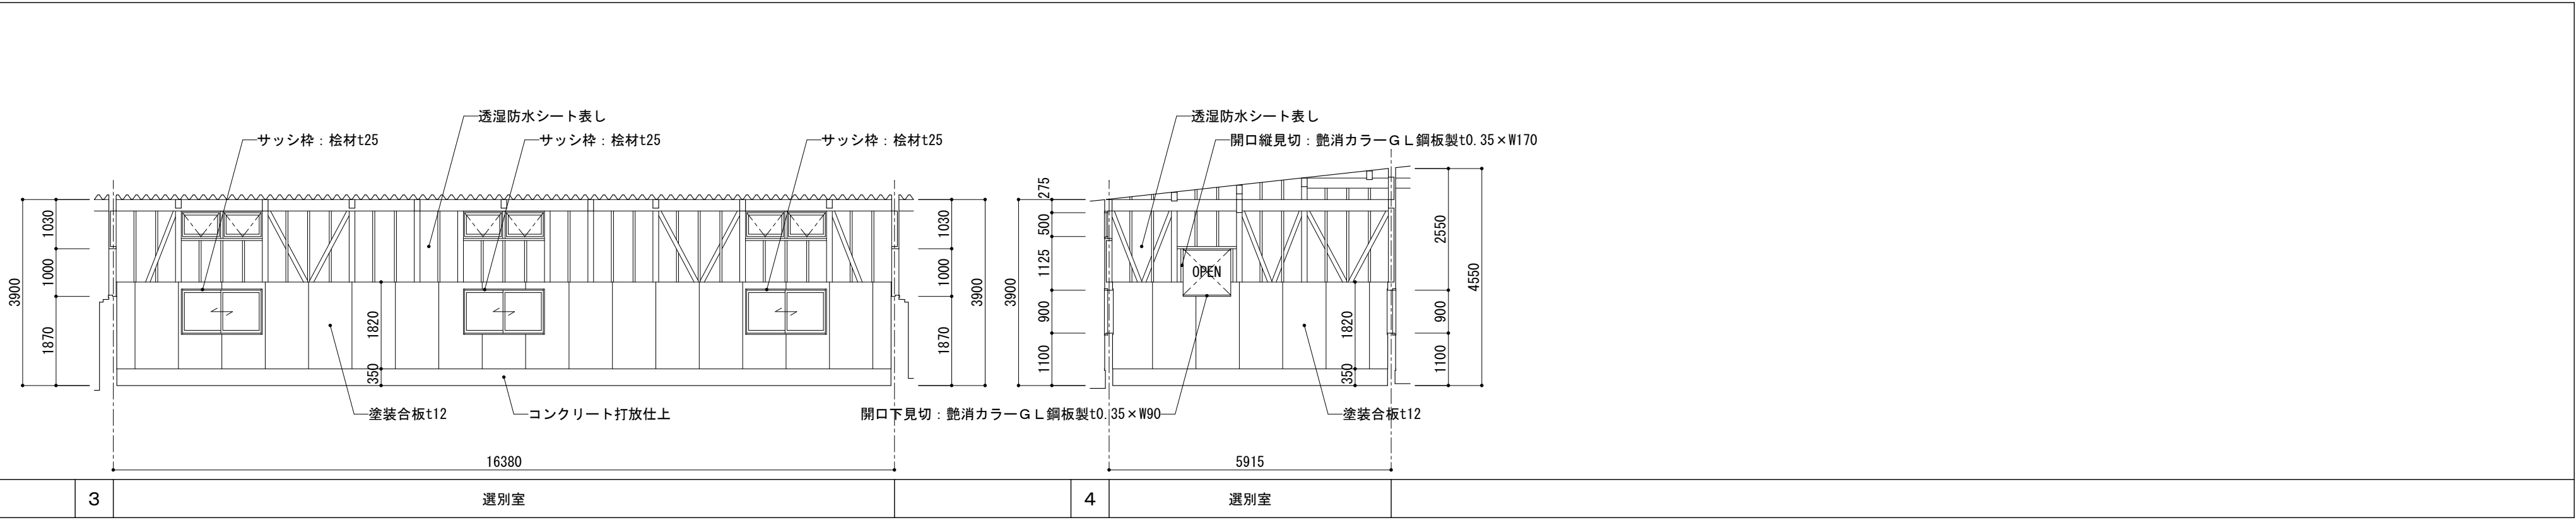 透湿防水シート表し
サッシ枠：桧材t25
サッシ枠：桧材t25
サッシ枠：桧材t25
3900
1030
1000
1870
1820
350
1030
1000
1870
3900
塗装合板t12
コンクリート打放仕上
16380
3
選別室
透湿防水シート表し
開口縦見切：艶消カラーＧＬ鋼板製t0.35×W170
3900
275
500
1125
900
1100
OPEN
1820
350
2550
900
1100
4550
開口下見切：艶消カラーＧＬ鋼板製t0.35×W90
塗装合板t12
5915
4
選別室